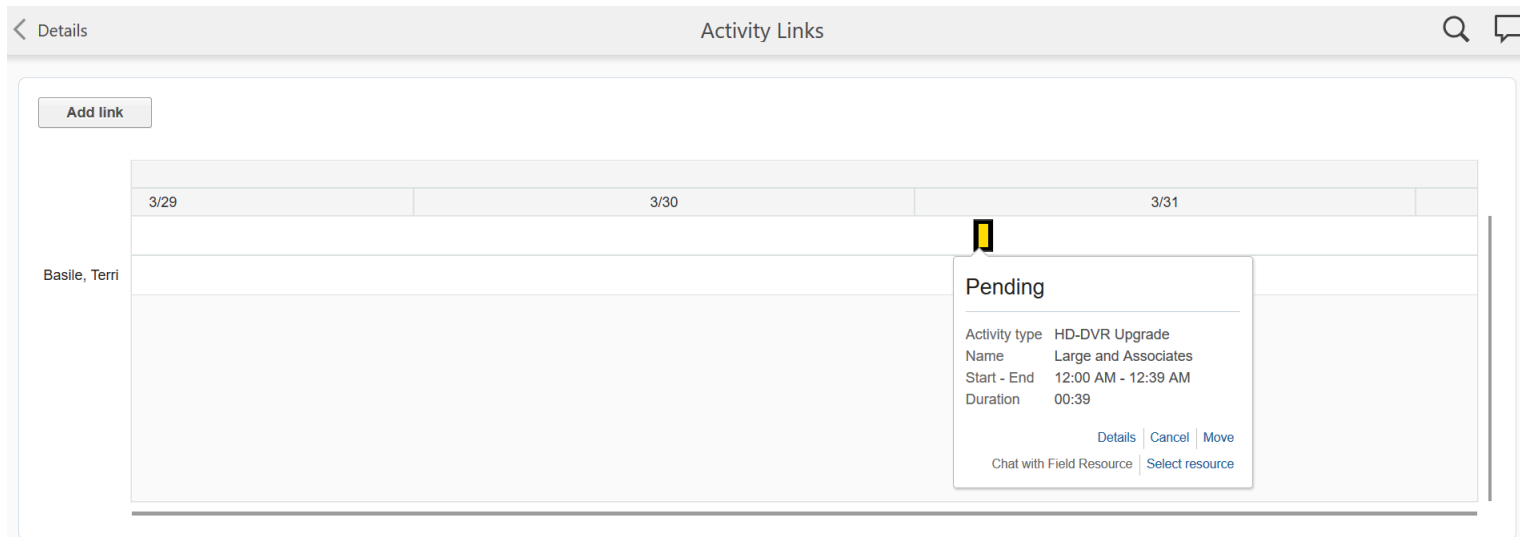 Details
Activity Links
Add link
3/29
3/30
3/31
Basile, Terri
Pending
Activity type HD-DVR Upgrade
Name Large and Associates
Start - End 12:00 AM - 12:39 AM
Duration 00:39
Details Cancel Move
Chat with Field Resource Select resource